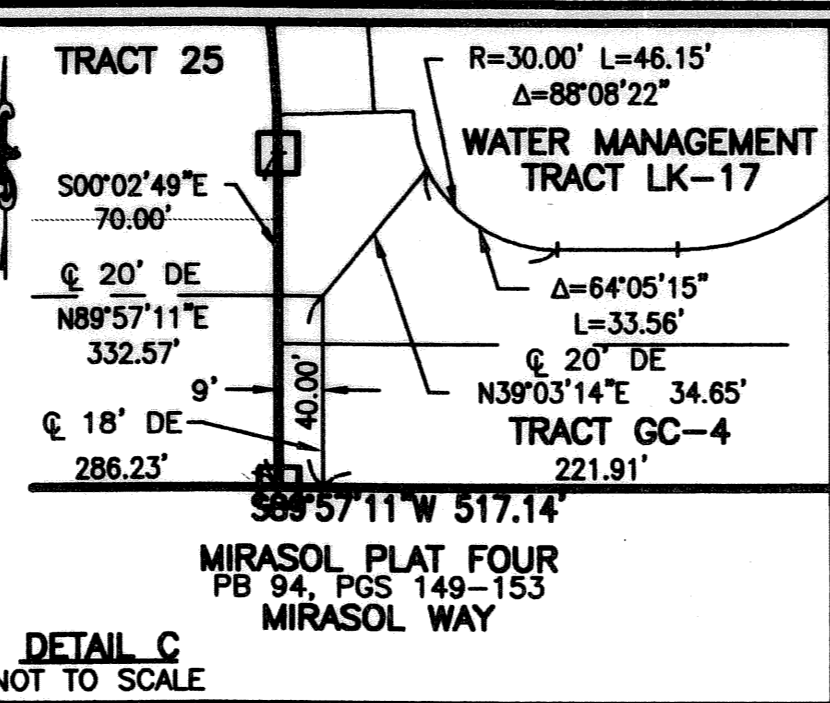 TRACT 25
R=30.00' L=46.15'
Δ=88°08'22"
WATER MANAGEMENT
TRACT LK-17
S00°02'49"E
70.00'
℄ 20' DE
N89°57'11"E
332.57'
Δ=64°05'15"
L=33.56'
℄ 20' DE
N39°03'14"E 34.65'
9'
40.00'
℄ 18' DE
TRACT GC-4
286.23'
221.91'
S89°57'11"W 517.14'
MIRASOL PLAT FOUR
PB 94, PGS 149-153
MIRASOL WAY
DETAIL C
NOT TO SCALE